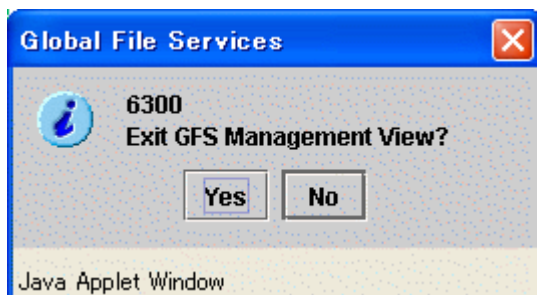 Global File Services
6300
Exit GFS Management View?
Yes No
Java Applet Window